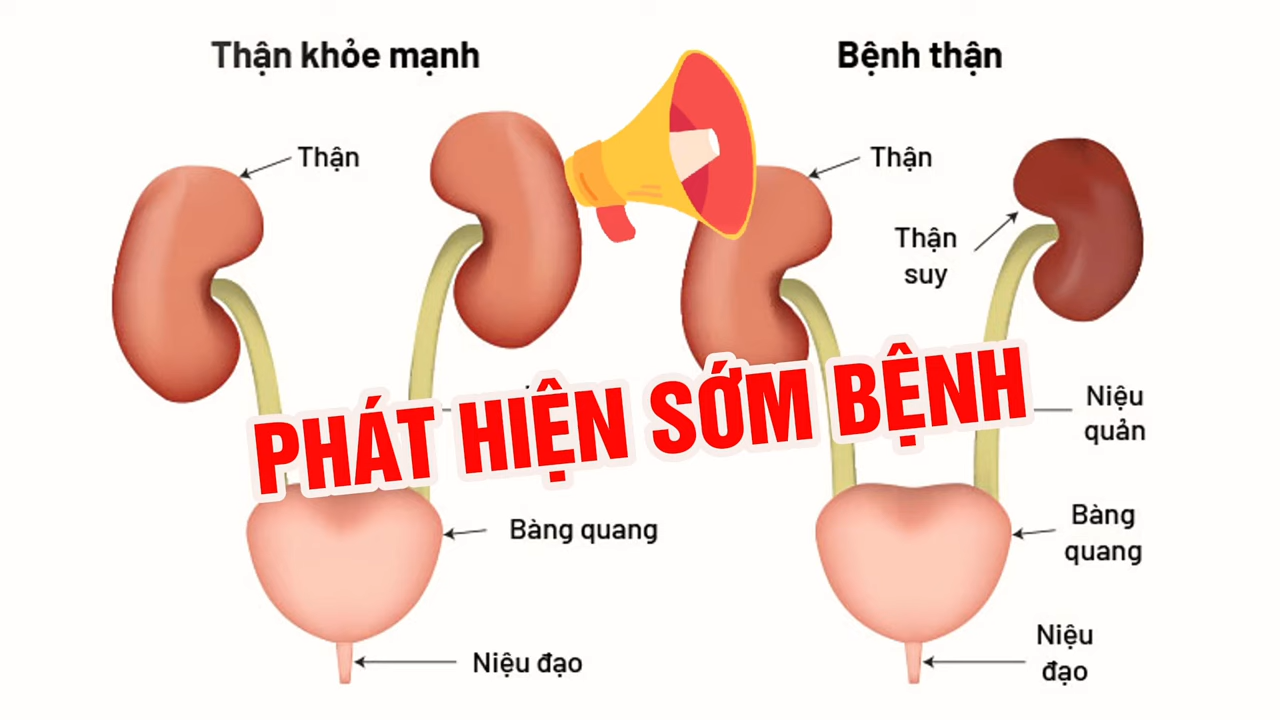 Thận khỏe mạnh
Bệnh thận
Thận
Thận
Thận
suy
PHÁT HIỆN SỚM BỆNH
Niệu
quản
Bàng quang
Bàng
quang
Niệu đạo
Niệu
đạo